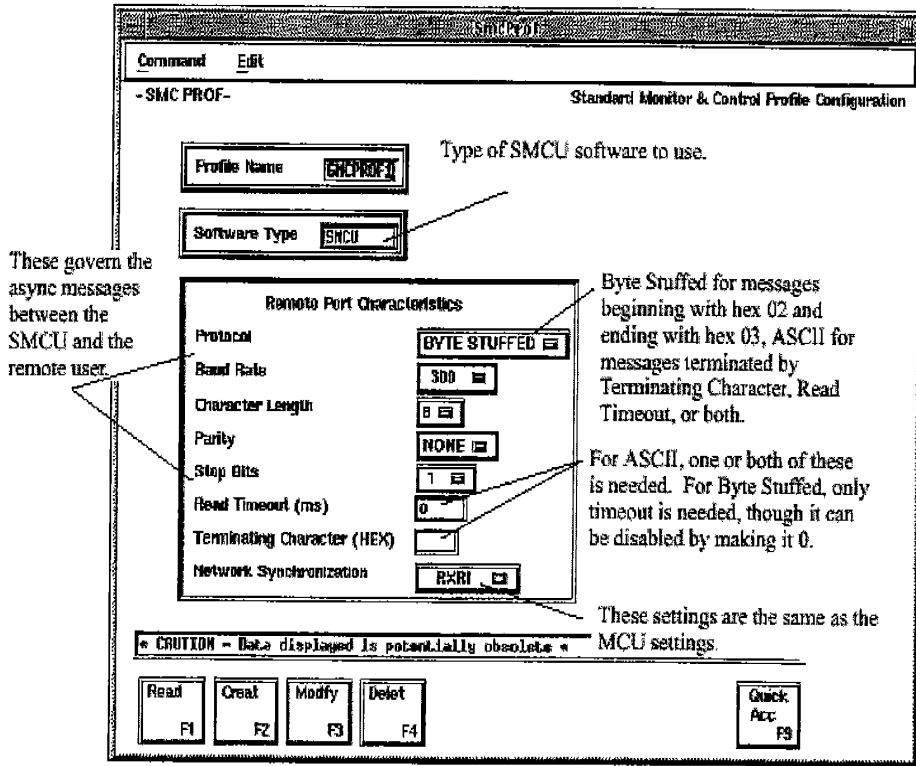 SmcProf
Command Edit
-SMC PROF-
Standard Monitor & Control Profile Configuration
Profile Name
Type of SMCU software to use.
Software Type SMCU
These govern the
async messages
between the
SMCU and the
remote user.
Remote Port Characteristics
Protocol BYTE STUFFED
Baud Rate 300
Character Length 8
Parity NONE
Stop Bits 1
Read Timeout (ms) 0
Terminating Character (HEX)
Network Synchronization RXRI
Byte Stuffed for messages
beginning with hex 02 and
ending with hex 03, ASCII for
messages terminated by
Terminating Character, Read
Timeout, or both.
For ASCII, one or both of these
is needed. For Byte Stuffed, only
timeout is needed, though it can
be disabled by making it 0.
These settings are the same as the
MCU settings.
* CAUTION - Data displayed is potentially obsolete *
Read F1
Creat F2
Modfy F3
Delet F4
Quick Acc F9